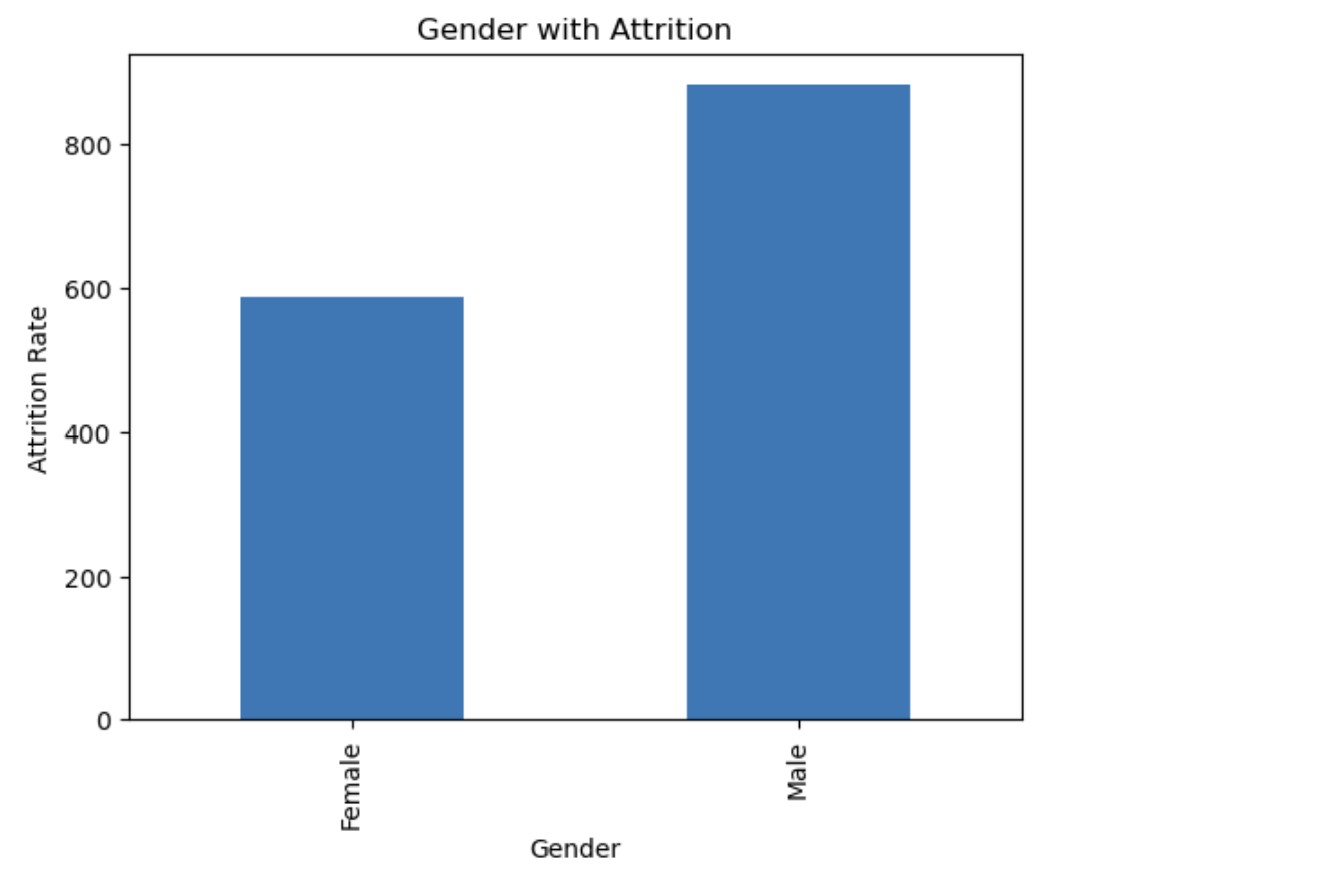 Gender with Attrition
Attrition Rate
800
600
400
200
0
Female
Male
Gender